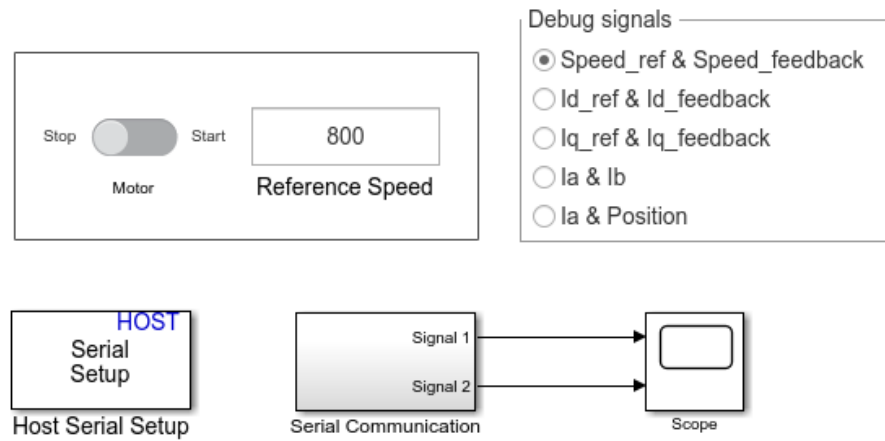 Debug signals
Speed_ref & Speed_feedback
Id_ref & Id_feedback
Iq_ref & Iq_feedback
Ia & Ib
Ia & Position
Stop
Start
800
Motor
Reference Speed
HOST
Serial
Setup
Host Serial Setup
Signal 1
Signal 2
Serial Communication
Scope